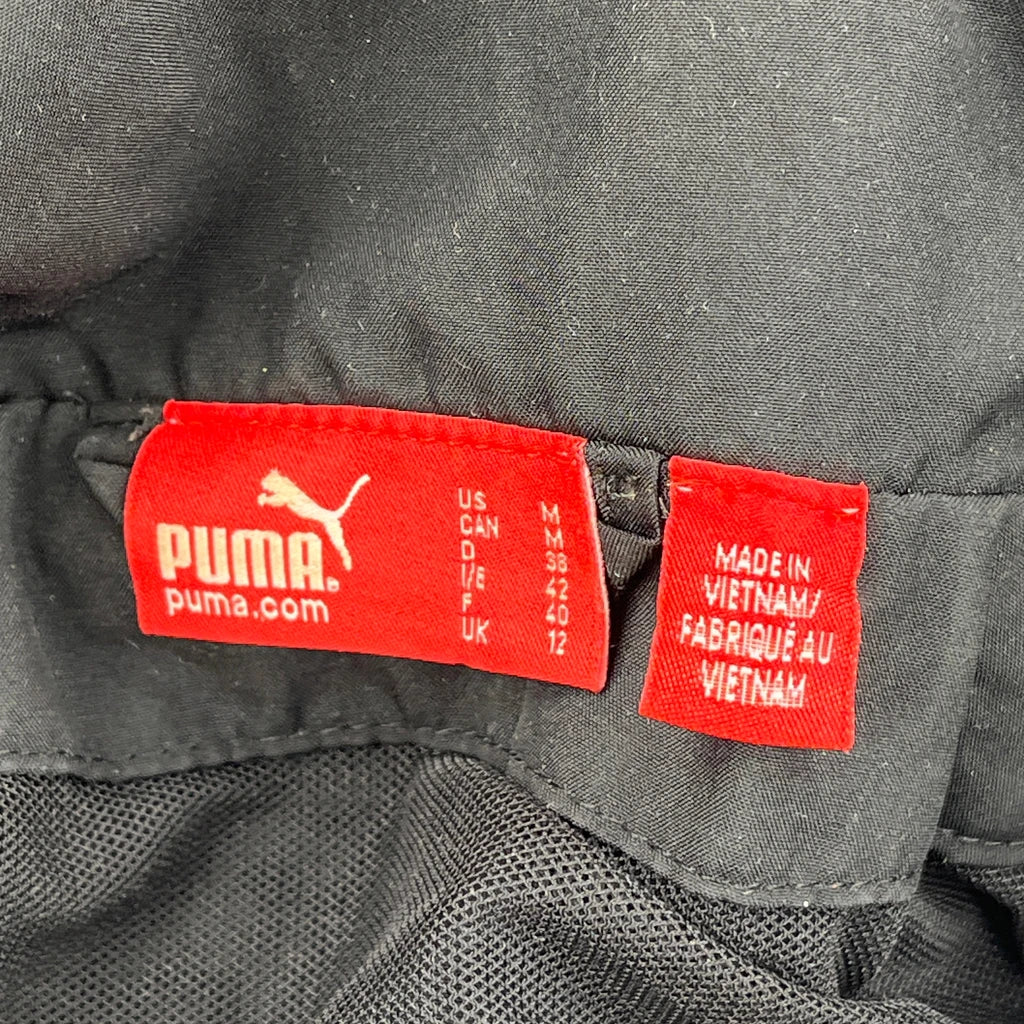 PUMA
puma.com
US M
CAN M
D 38
I/E 42
F 40
UK 12
MADE IN
VIETNAM/
FABRIQUÉ AU
VIETNAM